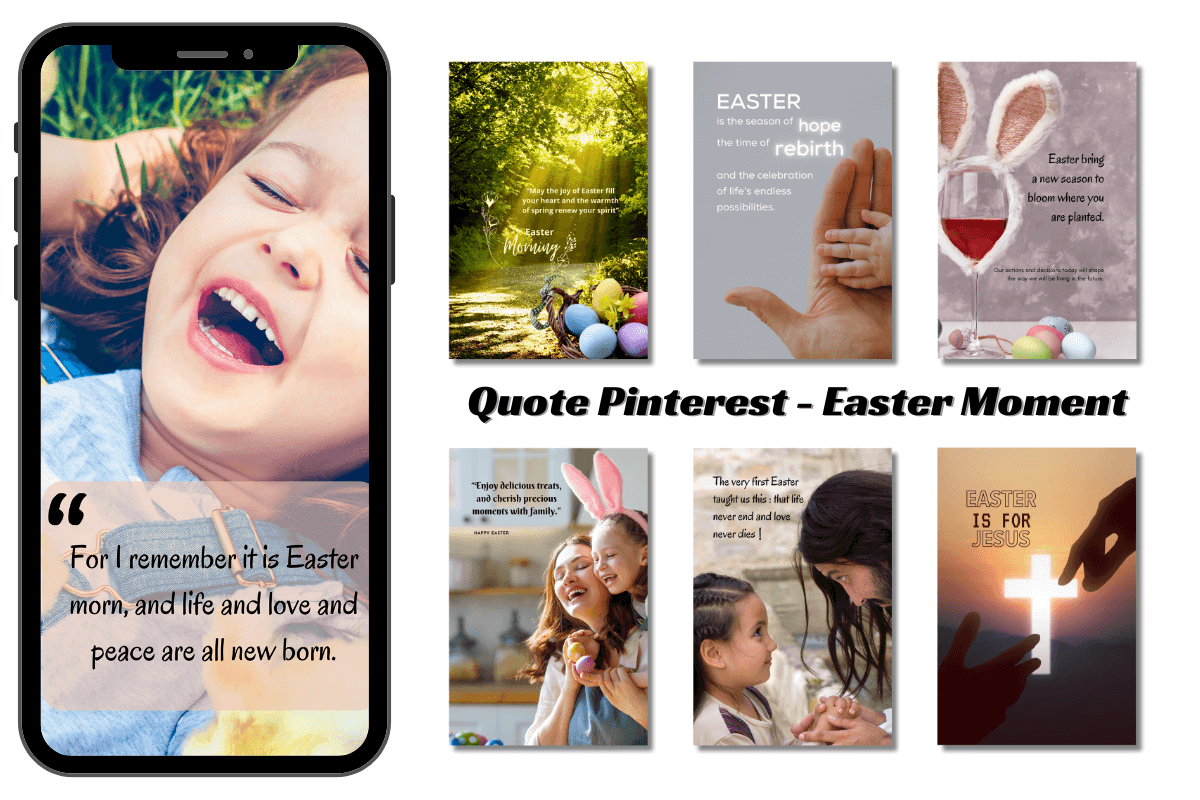 “
For I remember it is Easter
morn, and life and love and
peace are all new born.
"May the joy of Easter fill
your heart and the warmth
of spring renew your spirit"
Easter
Morning
EASTER
is the season of hope
the time of rebirth
and the celebration
of life's endless
possibilities.
Easter bring
a new season to
bloom where you
are planted.
Our actions and decisions today will shape
the way we will be living in the future.
Quote Pinterest - Easter Moment
"Enjoy delicious treats,
and cherish precious
moments with family."
HAPPY EASTER
The very first Easter
taught us this : that life
never end and love
never dies !
EASTER
IS FOR
JESUS